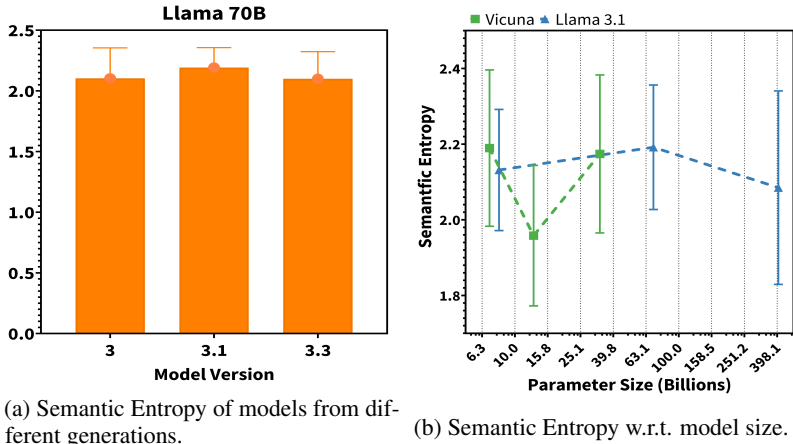 Llama 70B
2.5
2.0
1.5
1.0
0.5
0.0
3
3.1
3.3
Model Version
(a) Semantic Entropy of models from dif-
ferent generations.
Vicuna Llama 3.1
Semantfic Entropy
2.4
2.2
2.0
1.8
6.3
10.0
15.8
25.1
39.8
63.1
100.0
158.5
251.2
398.1
Parameter Size (Billions)
(b) Semantic Entropy w.r.t. model size.